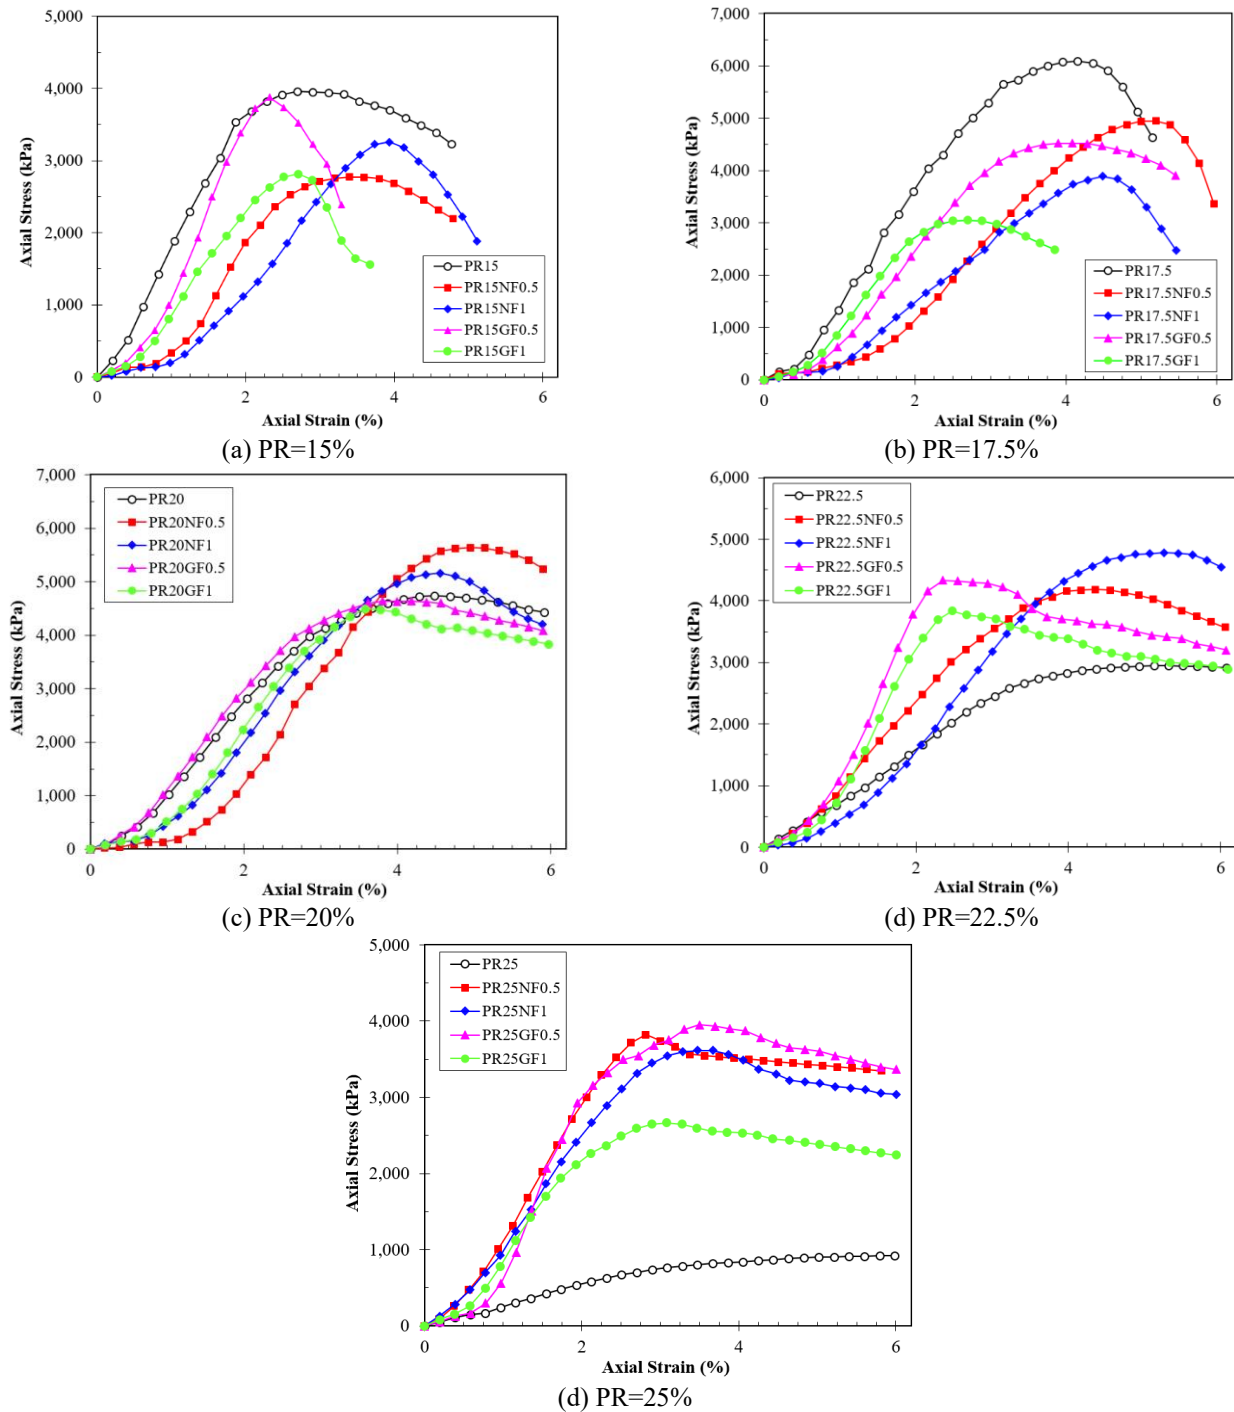 5,000
4,000
3,000
2,000
1,000
0
0
2
4
6
Axial Stress (kPa)
Axial Strain (%)
PR15
PR15NF0.5
PR15NF1
PR15GF0.5
PR15GF1
(a) PR=15%
7,000
6,000
5,000
4,000
3,000
2,000
1,000
0
0
2
4
6
Axial Stress (kPa)
Axial Strain (%)
PR17.5
PR17.5NF0.5
PR17.5NF1
PR17.5GF0.5
PR17.5GF1
(b) PR=17.5%
7,000
6,000
5,000
4,000
3,000
2,000
1,000
0
0
2
4
6
Axial Stress (kPa)
Axial Strain (%)
PR20
PR20NF0.5
PR20NF1
PR20GF0.5
PR20GF1
(c) PR=20%
6,000
5,000
4,000
3,000
2,000
1,000
0
0
2
4
6
Axial Stress (kPa)
Axial Strain (%)
PR22.5
PR22.5NF0.5
PR22.5NF1
PR22.5GF0.5
PR22.5GF1
(d) PR=22.5%
5,000
4,000
3,000
2,000
1,000
0
0
2
4
6
Axial Stress (kPa)
Axial Strain (%)
PR25
PR25NF0.5
PR25NF1
PR25GF0.5
PR25GF1
(d) PR=25%